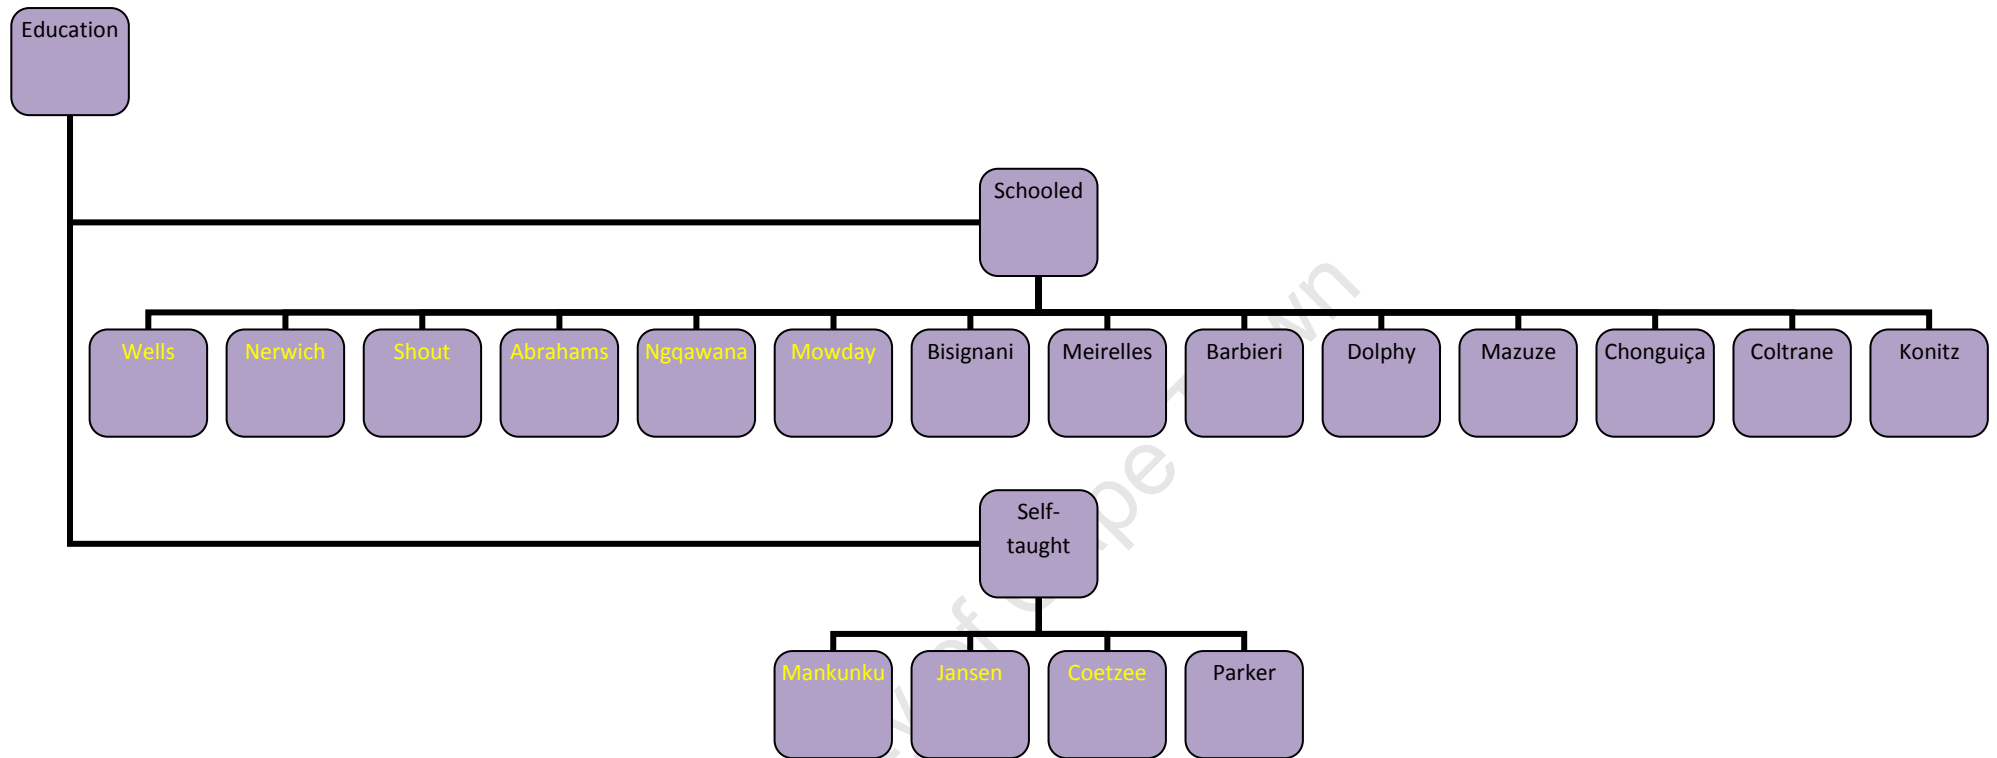 Education
Schooled
Wells
Nerwich
Shout
Abrahams
Ngqawana
Mowday
Bisignani
Meirelles
Barbieri
Dolphy
Mazuze
Chonguiça
Coltrane
Konitz
Self-
taught
Mankunku
Jansen
Coetzee
Parker